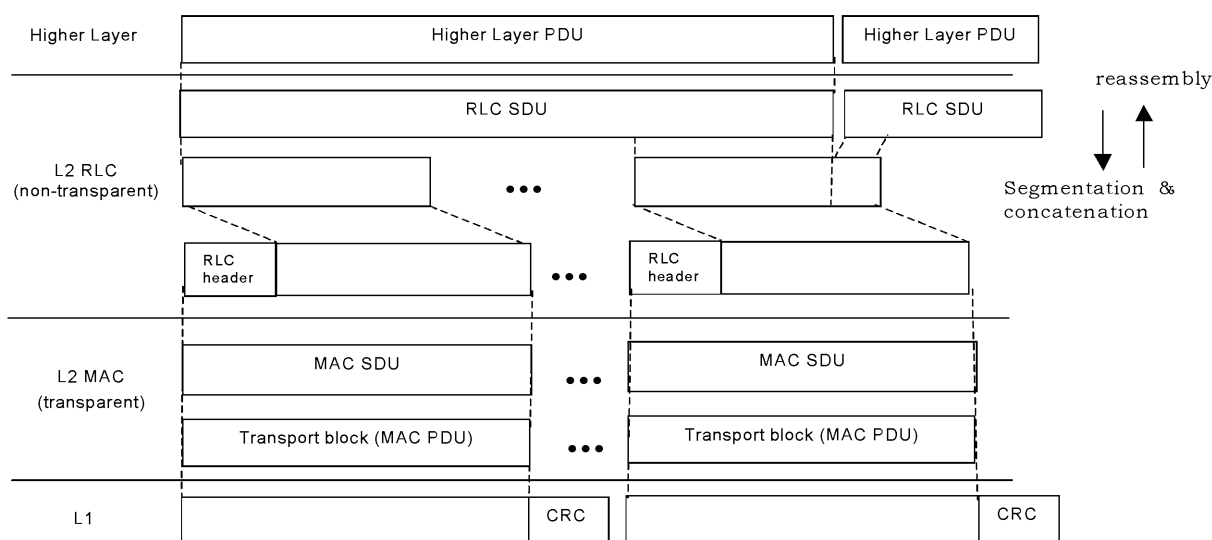 Higher Layer
Higher Layer PDU
Higher Layer PDU
reassembly
RLC SDU
RLC SDU
L2 RLC
(non-transparent)
Segmentation &
concatenation
RLC
header
RLC
header
L2 MAC
(transparent)
MAC SDU
MAC SDU
Transport block (MAC PDU)
Transport block (MAC PDU)
L1
CRC
CRC